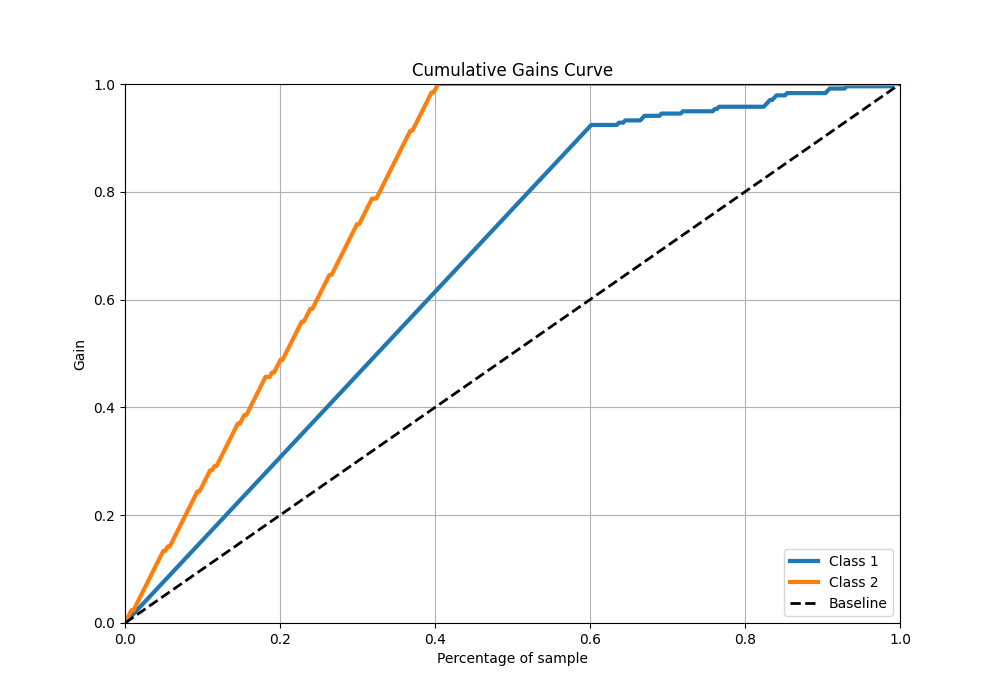 Cumulative Gains Curve
1.0
0.8
0.6
0.4
0.2
0.0
Gain
0.0 0.2 0.4 0.6 0.8 1.0
Percentage of sample
Class 1
Class 2
Baseline